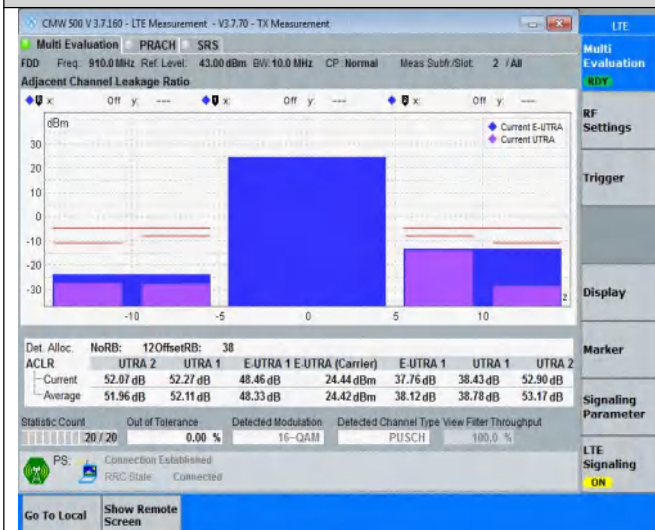 CMW 500 V 3.7.160 - LTE Measurement - V3.7.70 - TX Measurement
LTE
Multi Evaluation PRACH SRS
Multi Evaluation
RDY
FDD Freq: 910.0 MHz Ref. Level: 43.00 dBm BW: 10.0 MHz CP: Normal Meas Subfr./Slot: 2 / All
Adjacent Channel Leakage Ratio
x: Off y: --- x: Off y: --- x: Off y: ---
dBm
Current E-UTRA
Current UTRA
30
20
10
0
-10
-20
-30
2
-10 -5 0 5 10
RF Settings
Trigger
Display
Marker
Signaling Parameter
LTE Signaling
ON
Det. Alloc. NoRB: 12 OffsetRB: 38
ACLR UTRA 2 UTRA 1 E-UTRA 1 E-UTRA (Carrier) E-UTRA 1 UTRA 1 UTRA 2
Current 52.07 dB 52.27 dB 48.46 dB 24.44 dBm 37.76 dB 38.43 dB 52.90 dB
Average 51.96 dB 52.11 dB 48.33 dB 24.42 dBm 38.12 dB 38.78 dB 53.17 dB
Statistic Count Out of Tolerance Detected Modulation Detected Channel Type View Filter Throughput
20 / 20 0.00 % 16-QAM PUSCH 100.0 %
PS: Connection Established
RRC State: Connected
Go To Local
Show Remote Screen